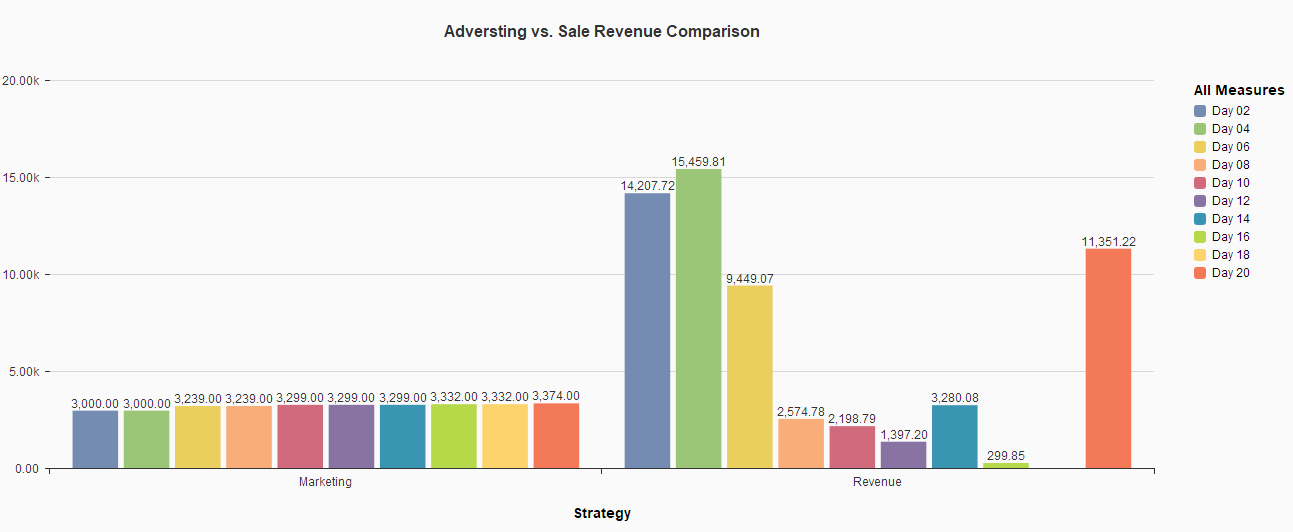 Adversting vs. Sale Revenue Comparison
20.00k
15.00k
10.00k
5.00k
0.00
3,000.00 3,000.00 3,239.00 3,239.00 3,299.00 3,299.00 3,299.00 3,332.00 3,332.00 3,374.00
14,207.72 15,459.81 9,449.07 2,574.78 2,198.79 1,397.20 3,280.08 299.85 11,351.22
Marketing Revenue
Strategy
All Measures
Day 02
Day 04
Day 06
Day 08
Day 10
Day 12
Day 14
Day 16
Day 18
Day 20